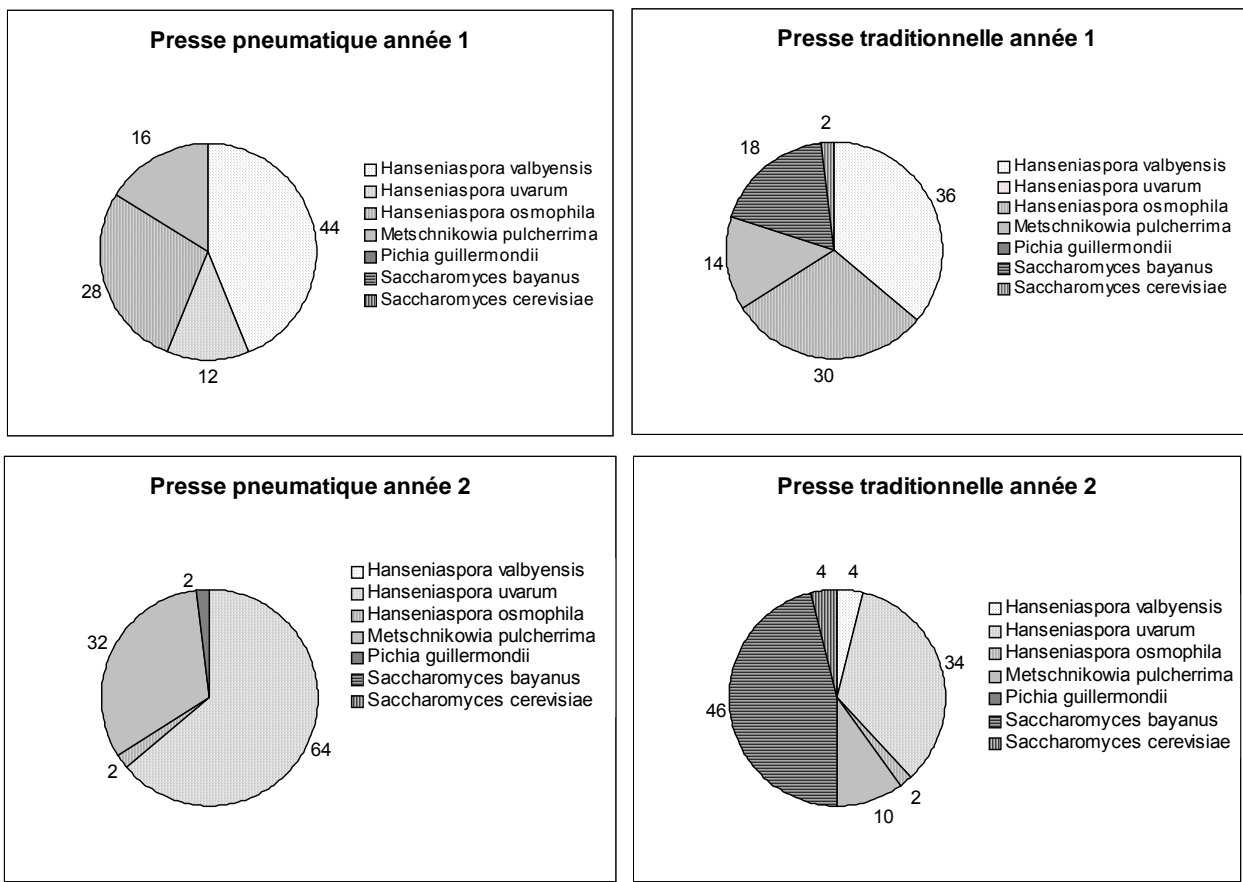 Presse pneumatique année 1
16
44
28
12
Hanseniaspora valbyensis
Hanseniaspora uvarum
Hanseniaspora osmophila
Metschnikowia pulcherrima
Pichia guillermondii
Saccharomyces bayanus
Saccharomyces cerevisiae
Presse traditionnelle année 1
2
18
36
14
30
Hanseniaspora valbyensis
Hanseniaspora uvarum
Hanseniaspora osmophila
Metschnikowia pulcherrima
Pichia guillermondii
Saccharomyces bayanus
Saccharomyces cerevisiae
Presse pneumatique année 2
2
32
64
2
Hanseniaspora valbyensis
Hanseniaspora uvarum
Hanseniaspora osmophila
Metschnikowia pulcherrima
Pichia guillermondii
Saccharomyces bayanus
Saccharomyces cerevisiae
Presse traditionnelle année 2
4 4
34
46
2
10
Hanseniaspora valbyensis
Hanseniaspora uvarum
Hanseniaspora osmophila
Metschnikowia pulcherrima
Pichia guillermondii
Saccharomyces bayanus
Saccharomyces cerevisiae